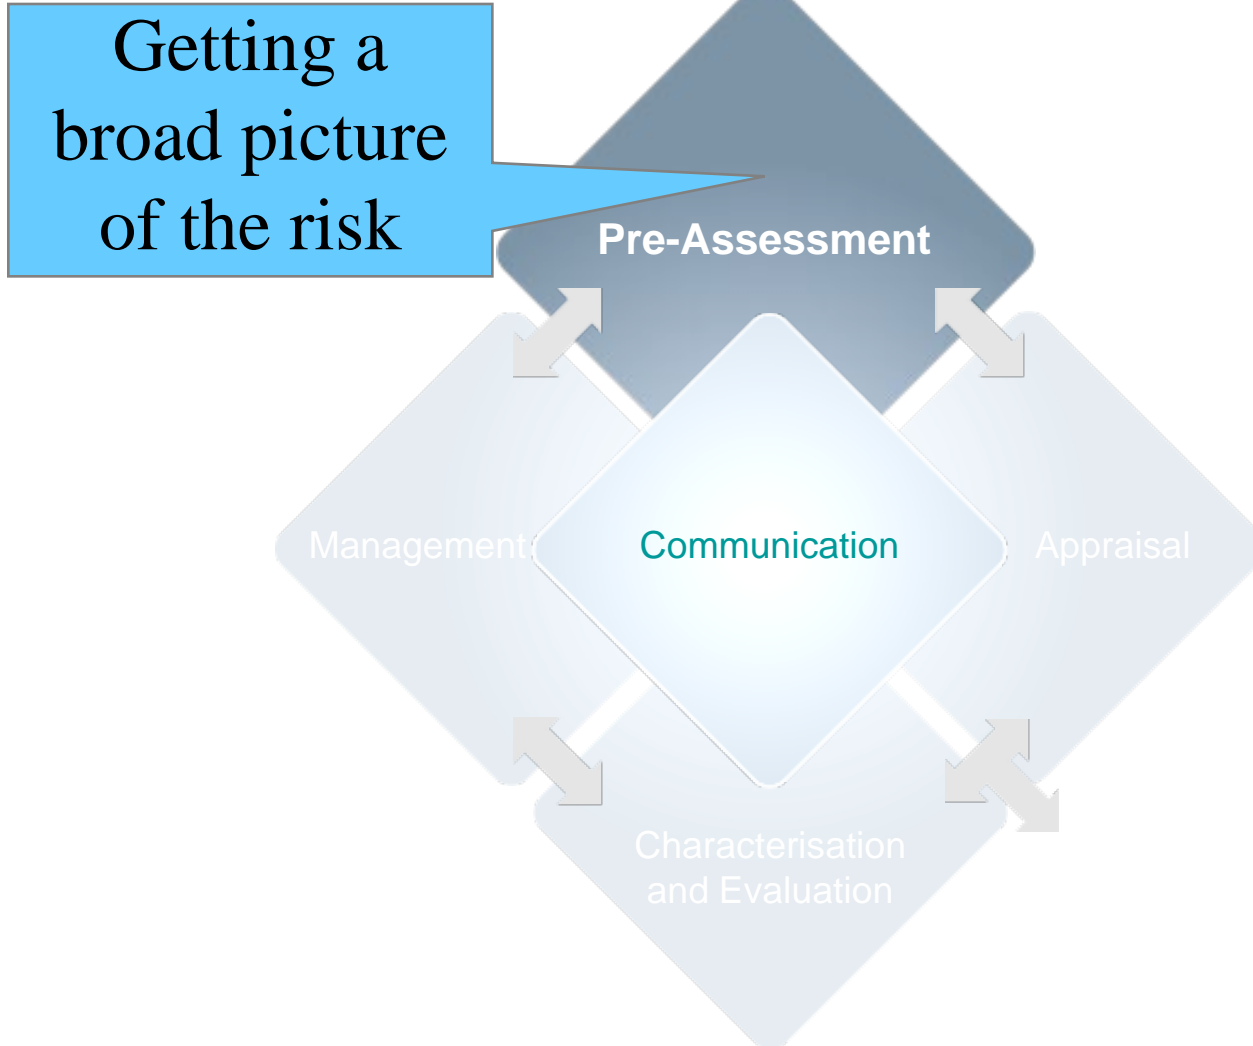 Getting a
broad picture
of the risk
Pre-Assessment
Management
Communication
Appraisal
Characterisation
and Evaluation